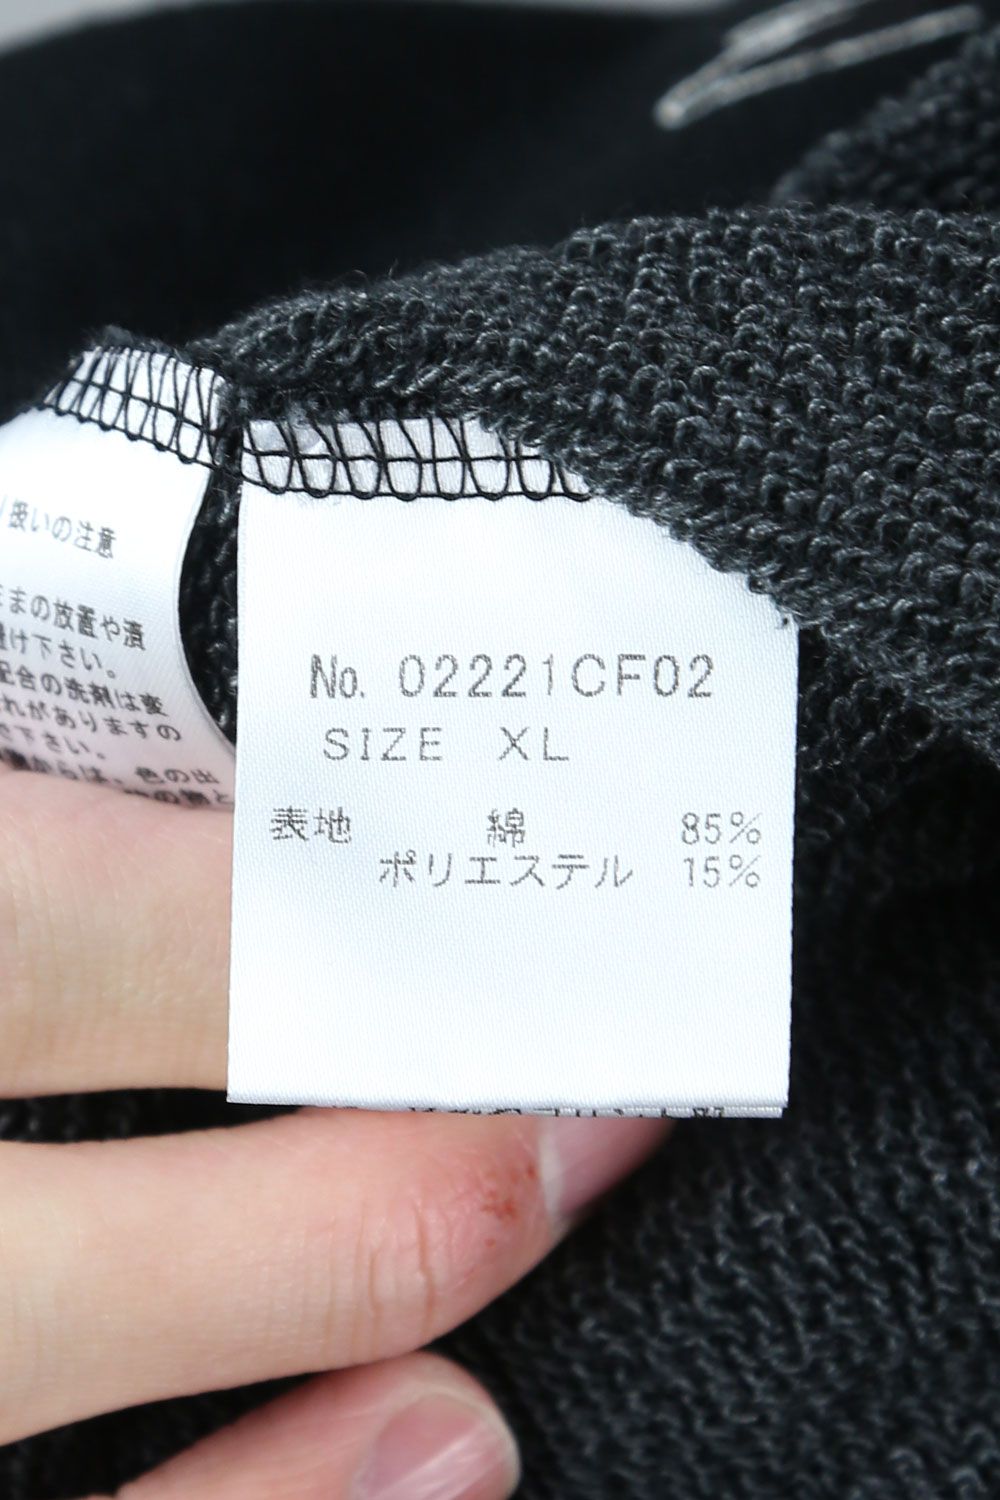 扱いの注意
ままの放置や漬
避け下さい。
配合の洗剤は変
れがありますの
下さい。
色の出
No. 02221CF02
SIZE XL
表地 綿 85%
ポリエステル 15%